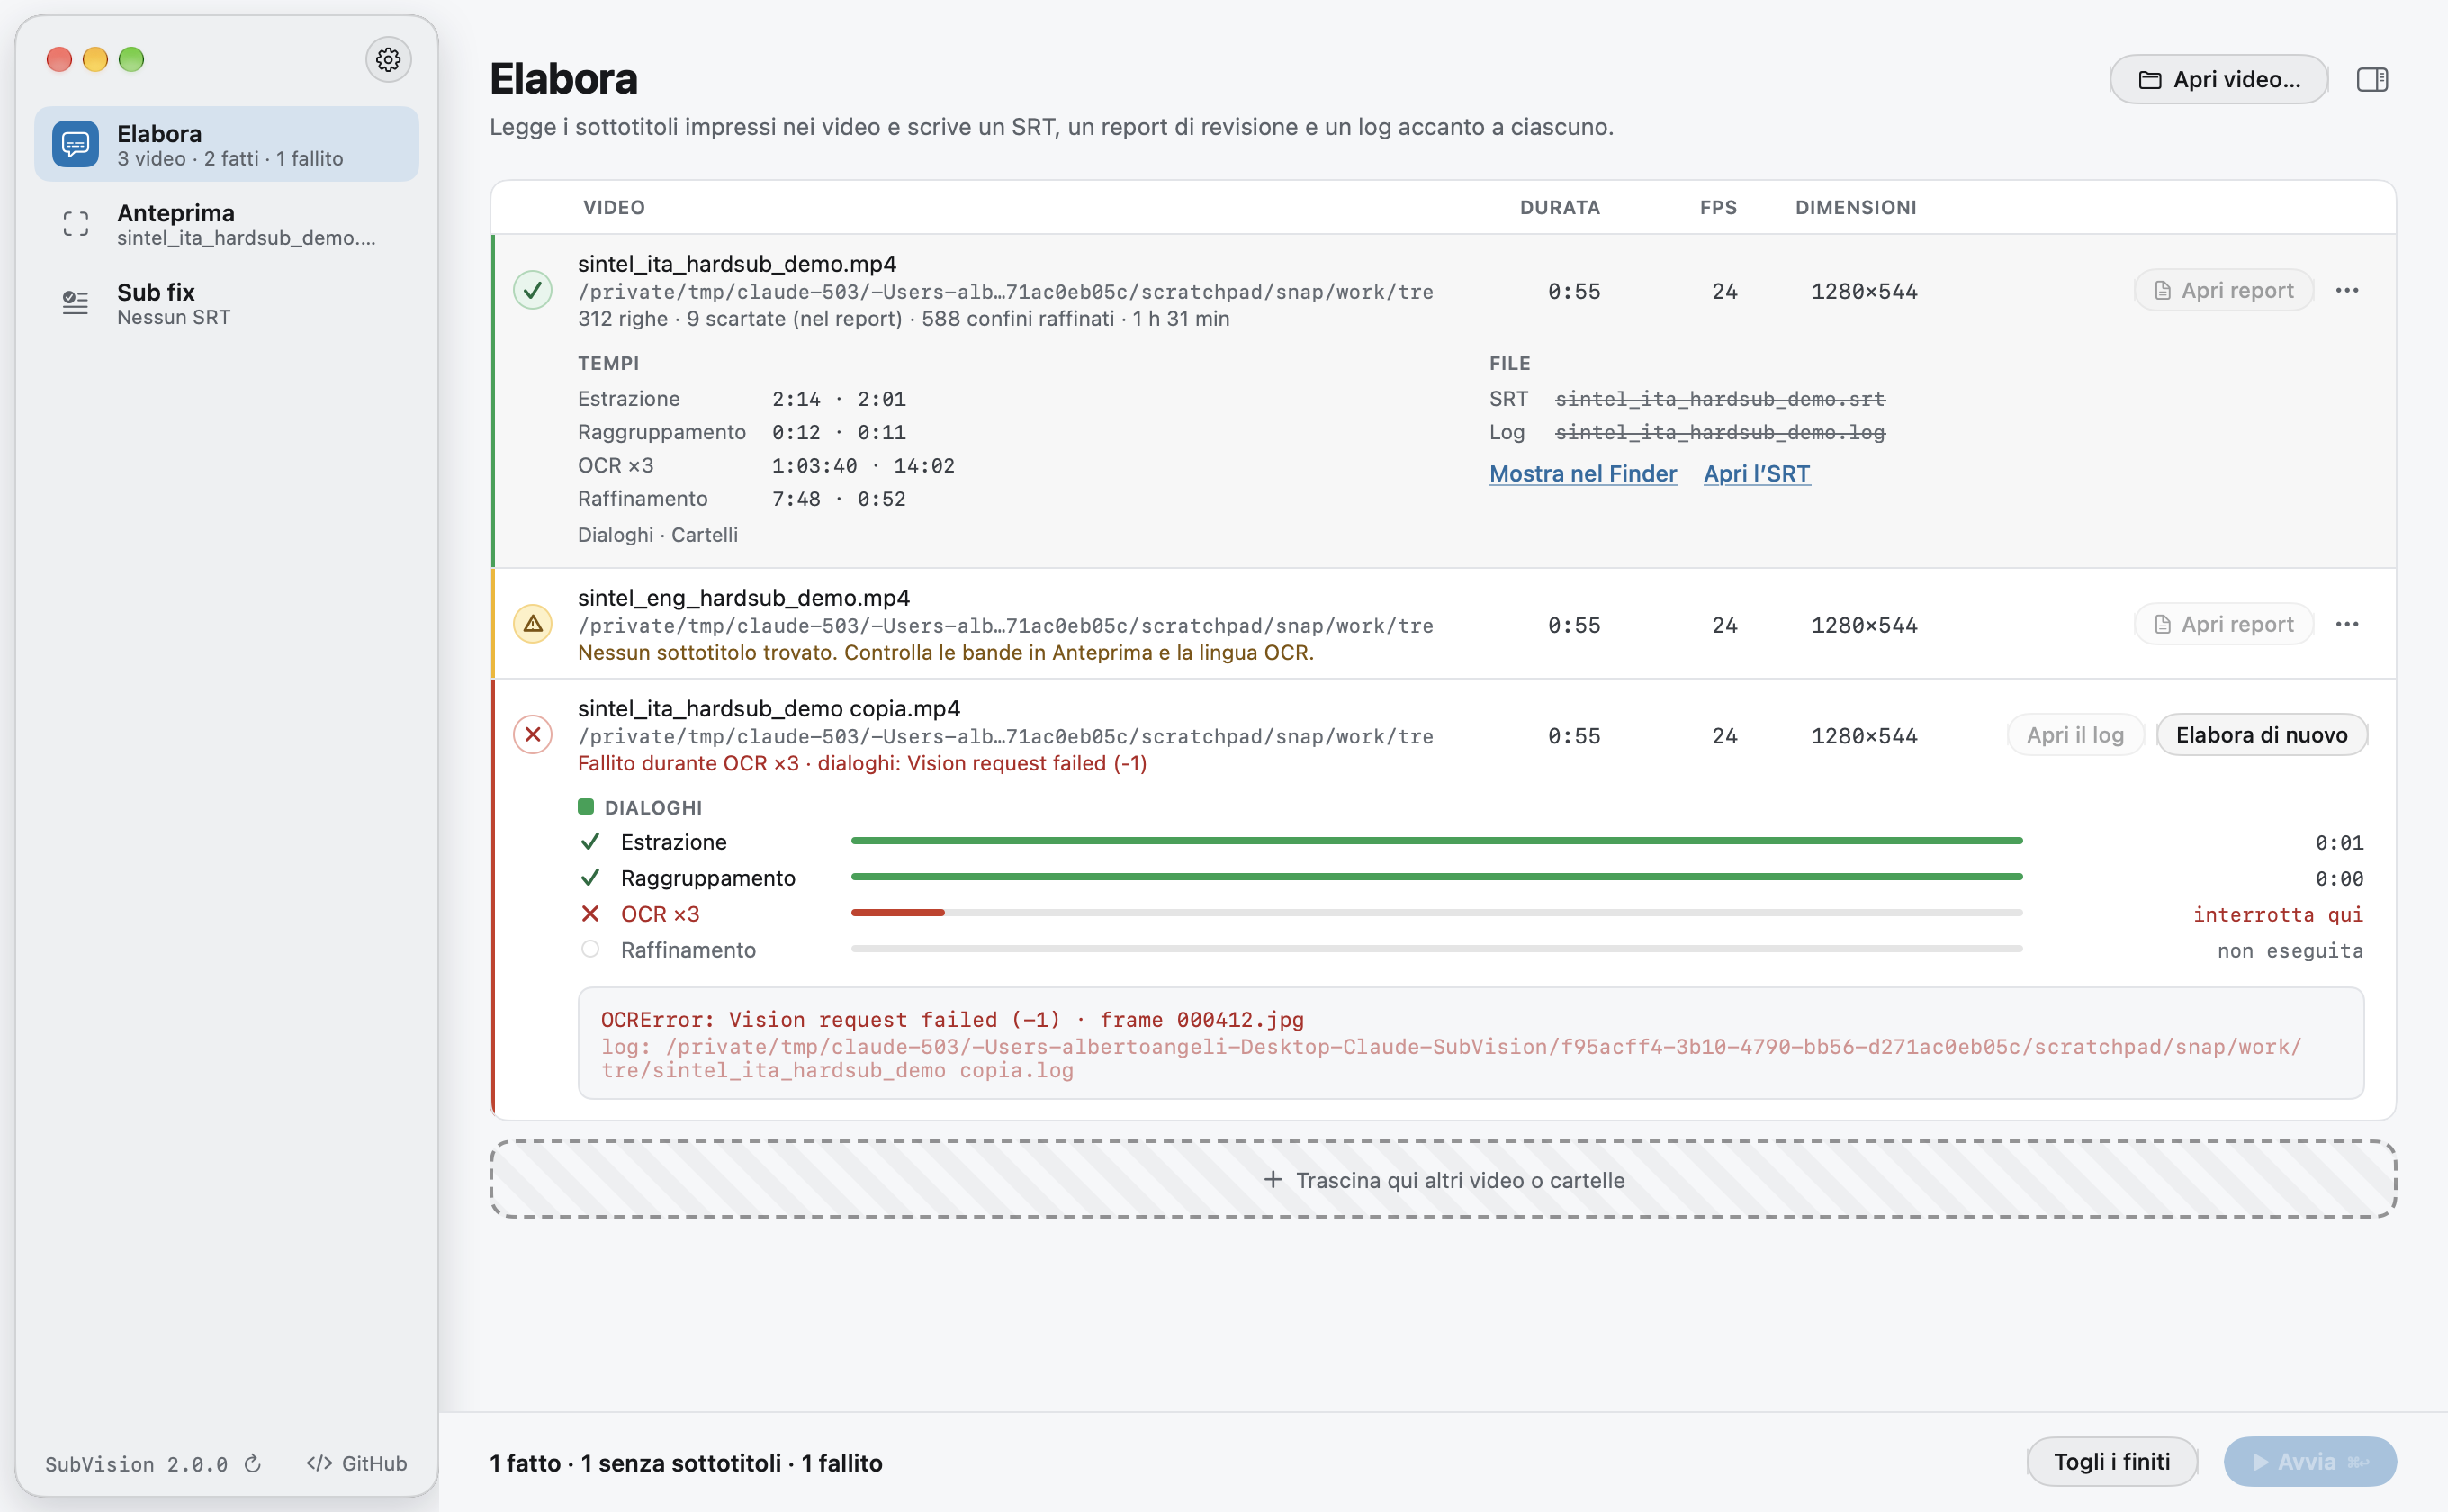 Elabora
3 video · 2 fatti · 1 fallito
Anteprima
sintel_ita_hardsub_demo....
Sub fix
Nessun SRT
SubVision 2.0.0
</> GitHub
Elabora
Legge i sottotitoli impressi nei video e scrive un SRT, un report di revisione e un log accanto a ciascuno.
Apri video...
VIDEO DURATA FPS DIMENSIONI
sintel_ita_hardsub_demo.mp4
/private/tmp/claude-503/-Users-alb…71ac0eb05c/scratchpad/snap/work/tre 0:55 24 1280×544 Apri report
312 righe · 9 scartate (nel report) · 588 confini raffinati · 1 h 31 min
TEMPI
Estrazione 2:14 · 2:01
Raggruppamento 0:12 · 0:11
OCR ×3 1:03:40 · 14:02
Raffinamento 7:48 · 0:52
Dialoghi · Cartelli
FILE
SRT sintel_ita_hardsub_demo.srt
Log sintel_ita_hardsub_demo.log
Mostra nel Finder Apri l’SRT
sintel_eng_hardsub_demo.mp4
/private/tmp/claude-503/-Users-alb…71ac0eb05c/scratchpad/snap/work/tre 0:55 24 1280×544 Apri report
Nessun sottotitolo trovato. Controlla le bande in Anteprima e la lingua OCR.
sintel_ita_hardsub_demo copia.mp4
/private/tmp/claude-503/-Users-alb…71ac0eb05c/scratchpad/snap/work/tre 0:55 24 1280×544 Apri il log Elabora di nuovo
Fallito durante OCR ×3 · dialoghi: Vision request failed (-1)
DIALOGHI
Estrazione 0:01
Raggruppamento 0:00
OCR ×3 interrotta qui
Raffinamento non eseguita
OCRError: Vision request failed (-1) · frame 000412.jpg
log: /private/tmp/claude-503/-Users-albertoangeli-Desktop-Claude-SubVision/f95acff4-3b10-4790-bb56-d271ac0eb05c/scratchpad/snap/work/
tre/sintel_ita_hardsub_demo copia.log
+ Trascina qui altri video o cartelle
1 fatto · 1 senza sottotitoli · 1 fallito
Togli i finiti
Avvia ⌘↩